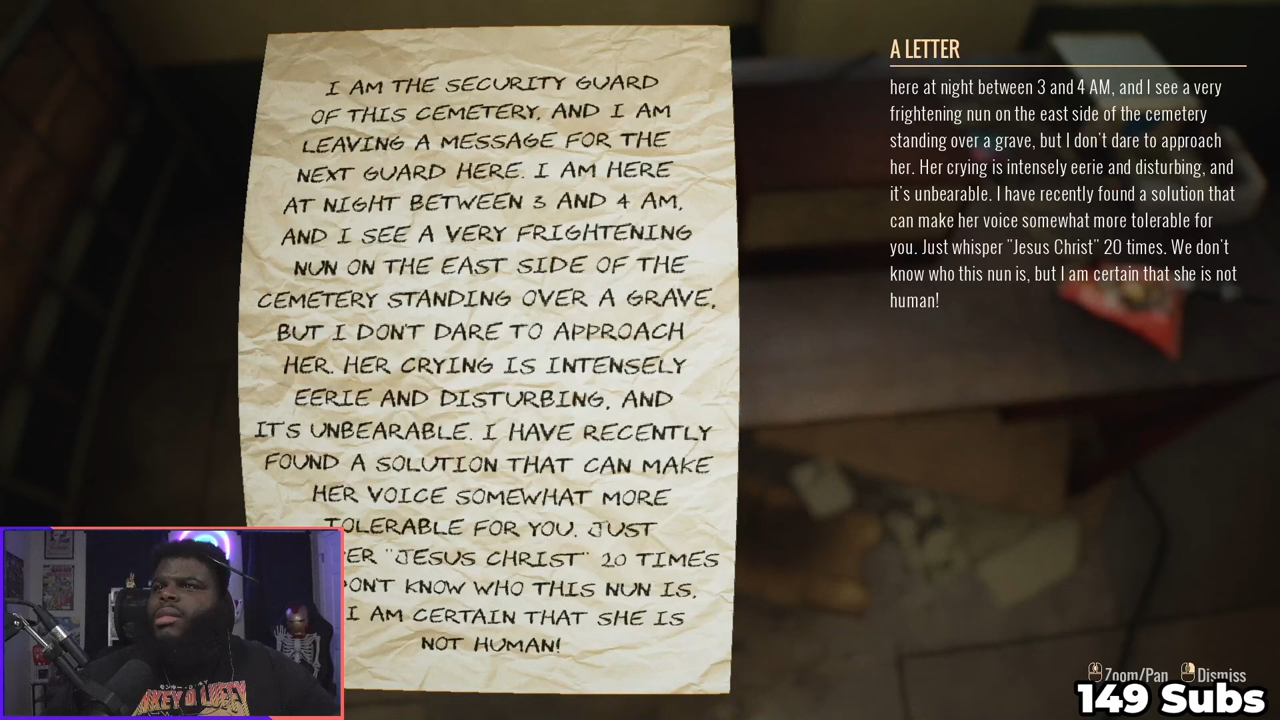 I AM THE SECURITY GUARD
OF THIS CEMETERY, AND I AM
LEAVING A MESSAGE FOR THE
NEXT GUARD HERE. I AM HERE
AT NIGHT BETWEEN 3 AND 4 AM,
AND I SEE A VERY FRIGHTENING
NUN ON THE EAST SIDE OF THE
CEMETERY STANDING OVER A GRAVE,
BUT I DON'T DARE TO APPROACH
HER. HER CRYING IS INTENSELY
EERIE AND DISTURBING, AND
IT'S UNBEARABLE. I HAVE RECENTLY
FOUND A SOLUTION THAT CAN MAKE
HER VOICE SOMEWHAT MORE
TOLERABLE FOR YOU. JUST
ER "JESUS CHRIST" 20 TIMES
ONT KNOW WHO THIS NUN IS,
I AM CERTAIN THAT SHE IS
NOT HUMAN!
A LETTER
here at night between 3 and 4 AM, and I see a very
frightening nun on the east side of the cemetery
standing over a grave, but I don't dare to approach
her. Her crying is intensely eerie and disturbing, and
it's unbearable. I have recently found a solution that
can make her voice somewhat more tolerable for
you. Just whisper "Jesus Christ" 20 times. We don't
know who this nun is, but I am certain that she is not
human!
Zoom/Pan Dismiss
149 Subs